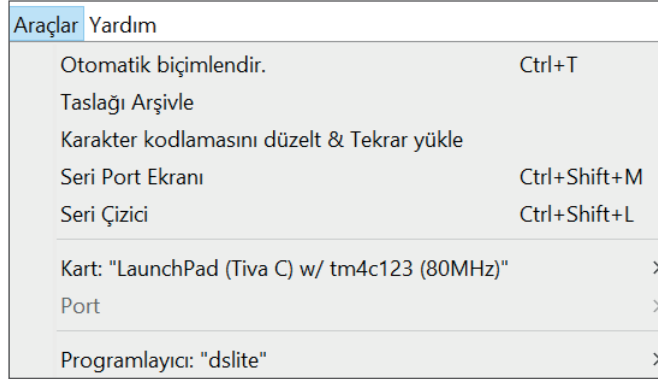 Araçlar Yardım
Otomatik biçimlendir. Ctrl+T
Taslağı Arşivle
Karakter kodlamasını düzelt & Tekrar yükle
Seri Port Ekranı Ctrl+Shift+M
Seri Çizici Ctrl+Shift+L
Kart: "LaunchPad (Tiva C) w/ tm4c123 (80MHz)"
Port
Programlayıcı: "dslite"